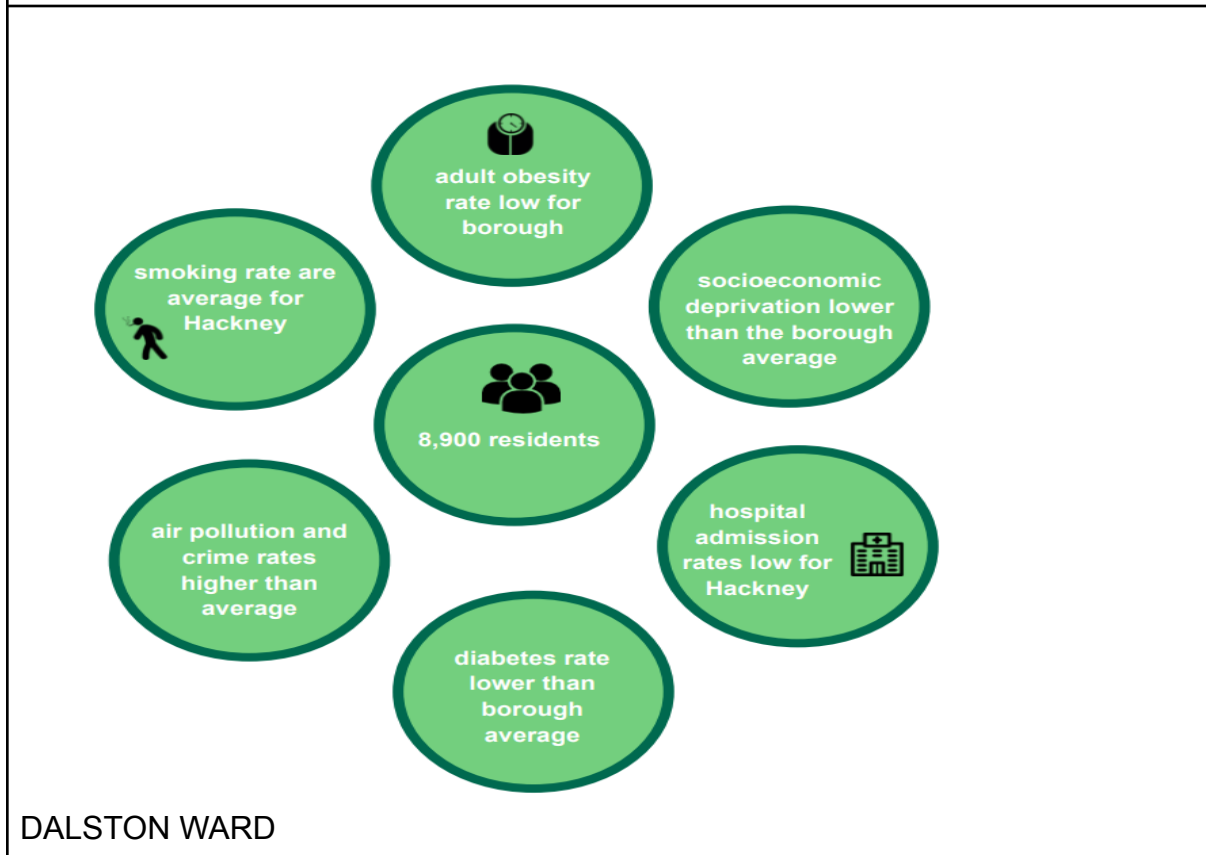 adult obesity
rate low for
borough
smoking rate are
average for
Hackney
socioeconomic
deprivation lower
than the borough
average
8,900 residents
air pollution and
crime rates
higher than
average
hospital
admission
rates low for
Hackney
diabetes rate
lower than
borough
average
DALSTON WARD